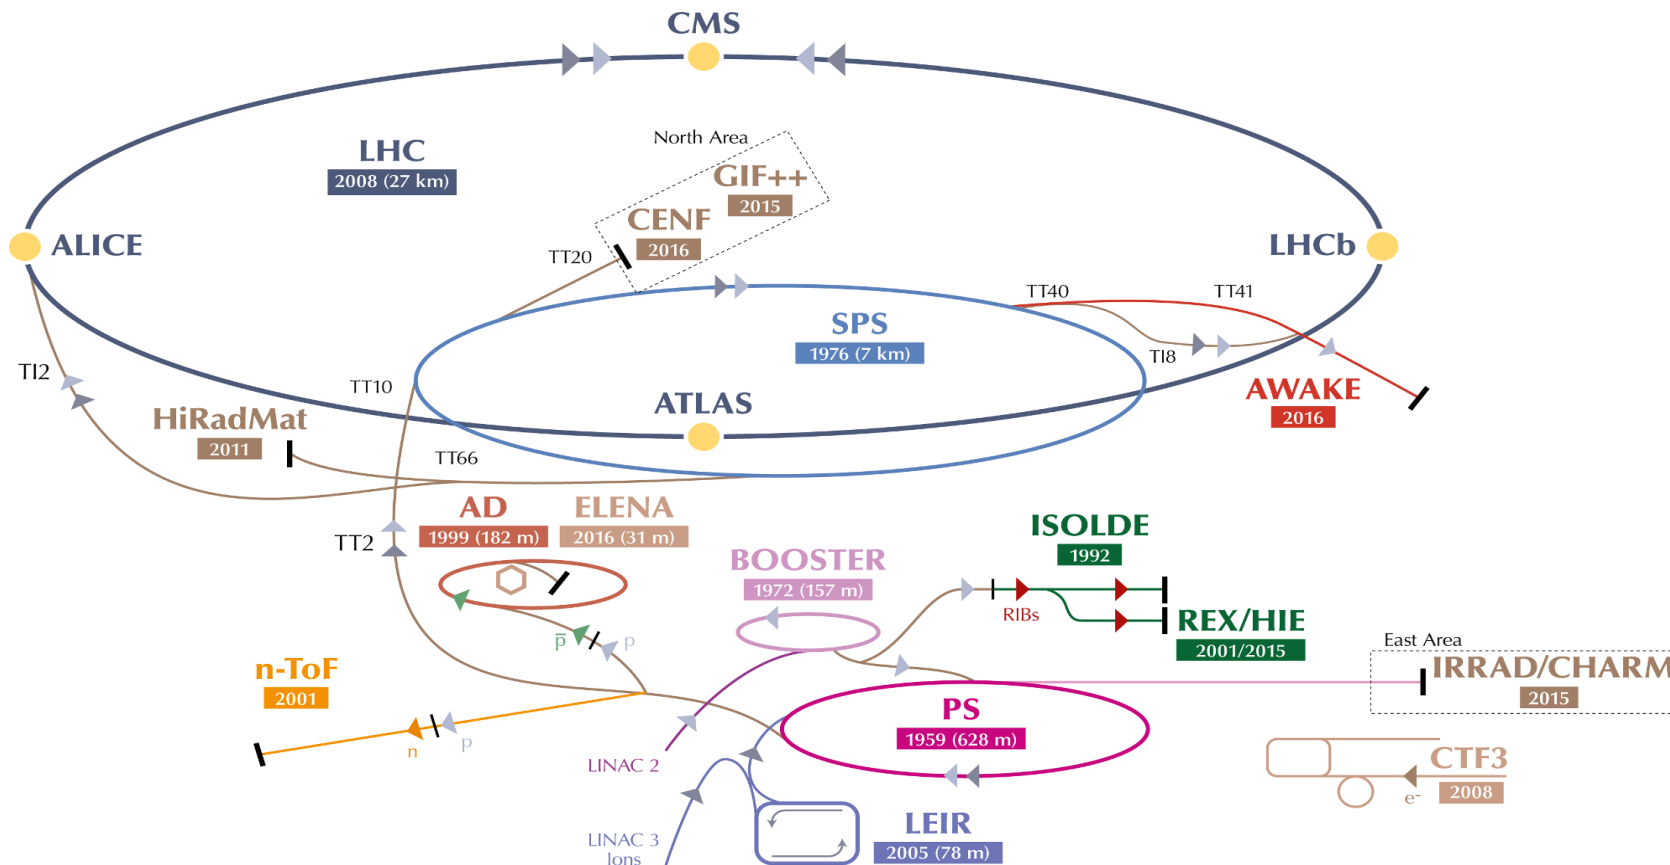 CMS
North Area
LHC
2008 (27 km)
GIF++
2015
CENF
2016
ALICE
LHCb
TT20
TT40
TT41
SPS
1976 (7 km)
TI2
TT10
TI8
AWAKE
2016
ATLAS
HiRadMat
2011
TT66
AD
1999 (182 m)
ELENA
2016 (31 m)
TT2
ISOLDE
1992
BOOSTER
1972 (157 m)
RIBs
REX/HIE
2001/2015
p̅
p
East Area
n-ToF
2001
IRRAD/CHARM
2015
PS
1959 (628 m)
n
p
LINAC 2
CTF3
2008
e-
LINAC 3
Ions
LEIR
2005 (78 m)